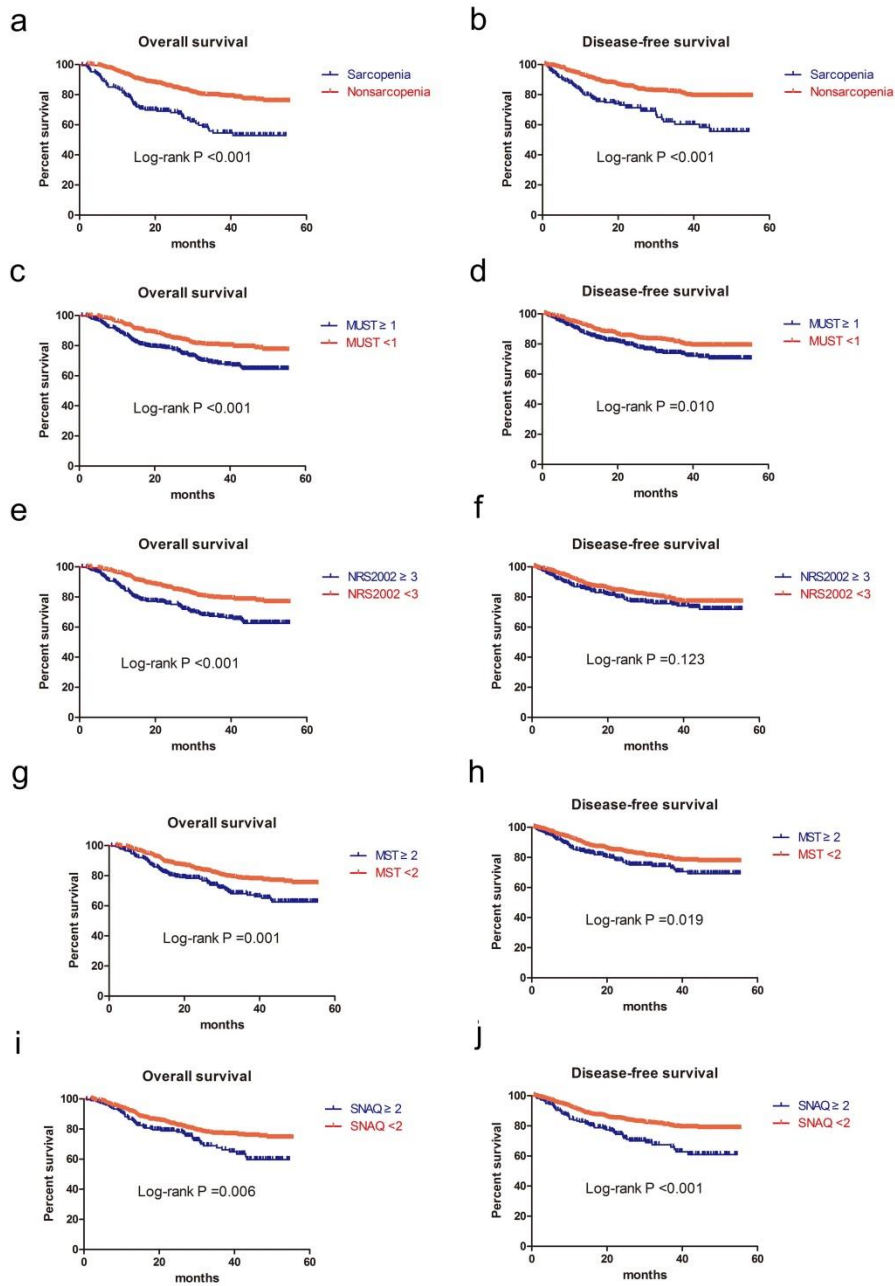 a
Overall survival
Percent survival
100
80
60
40
20
0
0 20 40 60
months
Log-rank P <0.001
Sarcopenia
Nonsarcopenia
b
Disease-free survival
Percent survival
100
80
60
40
20
0
0 20 40 60
months
Log-rank P <0.001
Sarcopenia
Nonsarcopenia
c
Overall survival
Percent survival
100
80
60
40
20
0
0 20 40 60
months
Log-rank P <0.001
MUST ≥ 1
MUST <1
d
Disease-free survival
Percent survival
100
80
60
40
20
0
0 20 40 60
months
Log-rank P =0.010
MUST ≥ 1
MUST <1
e
Overall survival
Percent survival
100
80
60
40
20
0
0 20 40 60
months
Log-rank P <0.001
NRS2002 ≥ 3
NRS2002 <3
f
Disease-free survival
Percent survival
100
80
60
40
20
0
0 20 40 60
months
Log-rank P =0.123
NRS2002 ≥ 3
NRS2002 <3
g
Overall survival
Percent survival
100
80
60
40
20
0
0 20 40 60
months
Log-rank P =0.001
MST ≥ 2
MST <2
h
Disease-free survival
Percent survival
100
80
60
40
20
0
0 20 40 60
months
Log-rank P =0.019
MST ≥ 2
MST <2
i
Overall survival
Percent survival
100
80
60
40
20
0
0 20 40 60
months
Log-rank P =0.006
SNAQ ≥ 2
SNAQ <2
j
Disease-free survival
Percent survival
100
80
60
40
20
0
0 20 40 60
months
Log-rank P <0.001
SNAQ ≥ 2
SNAQ <2